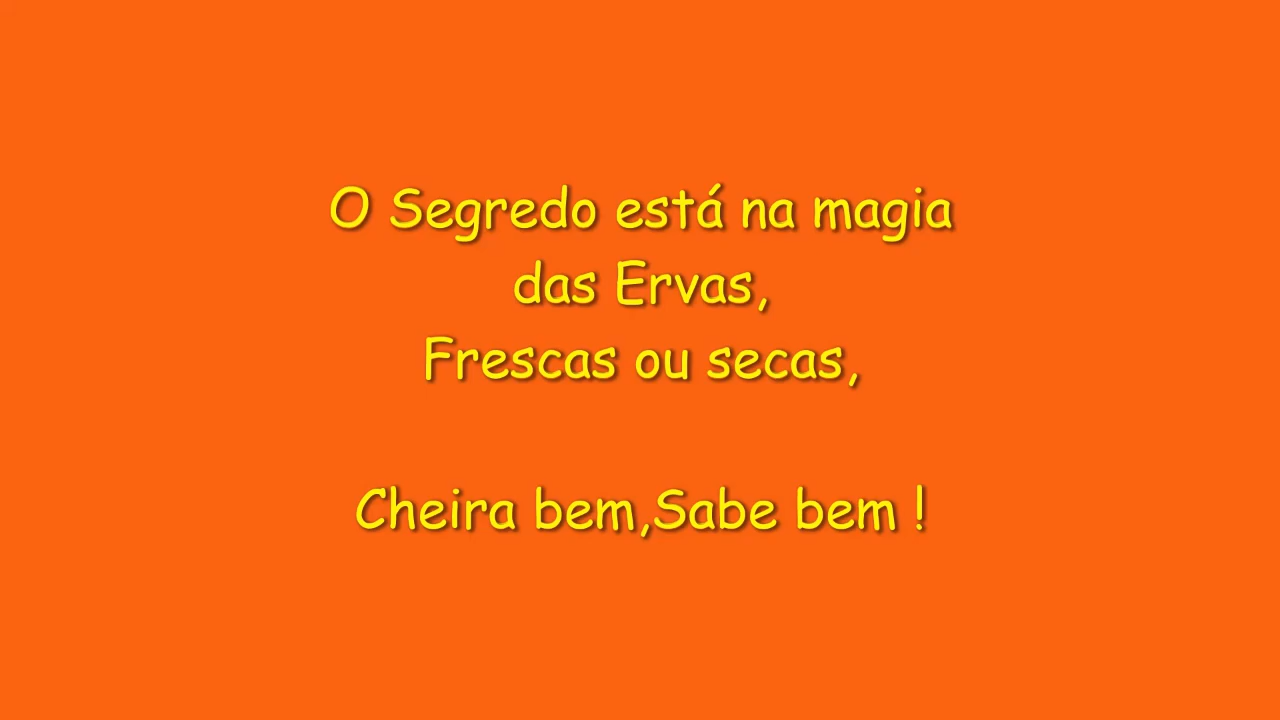 O Segredo está na magia
das Ervas,
Frescas ou secas,
Cheira bem,Sabe bem !